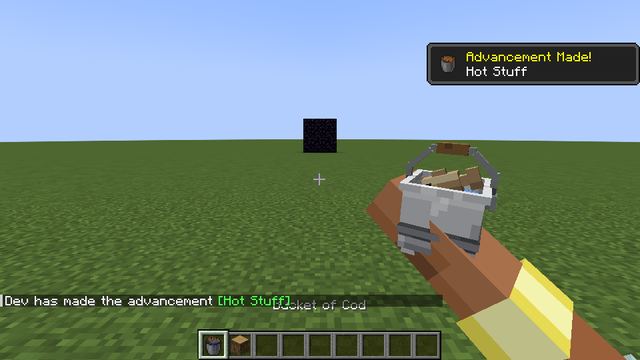 Advancement Made!
Hot Stuff
Dev has made the advancement [Hot Stuff]
Bucket of Cod